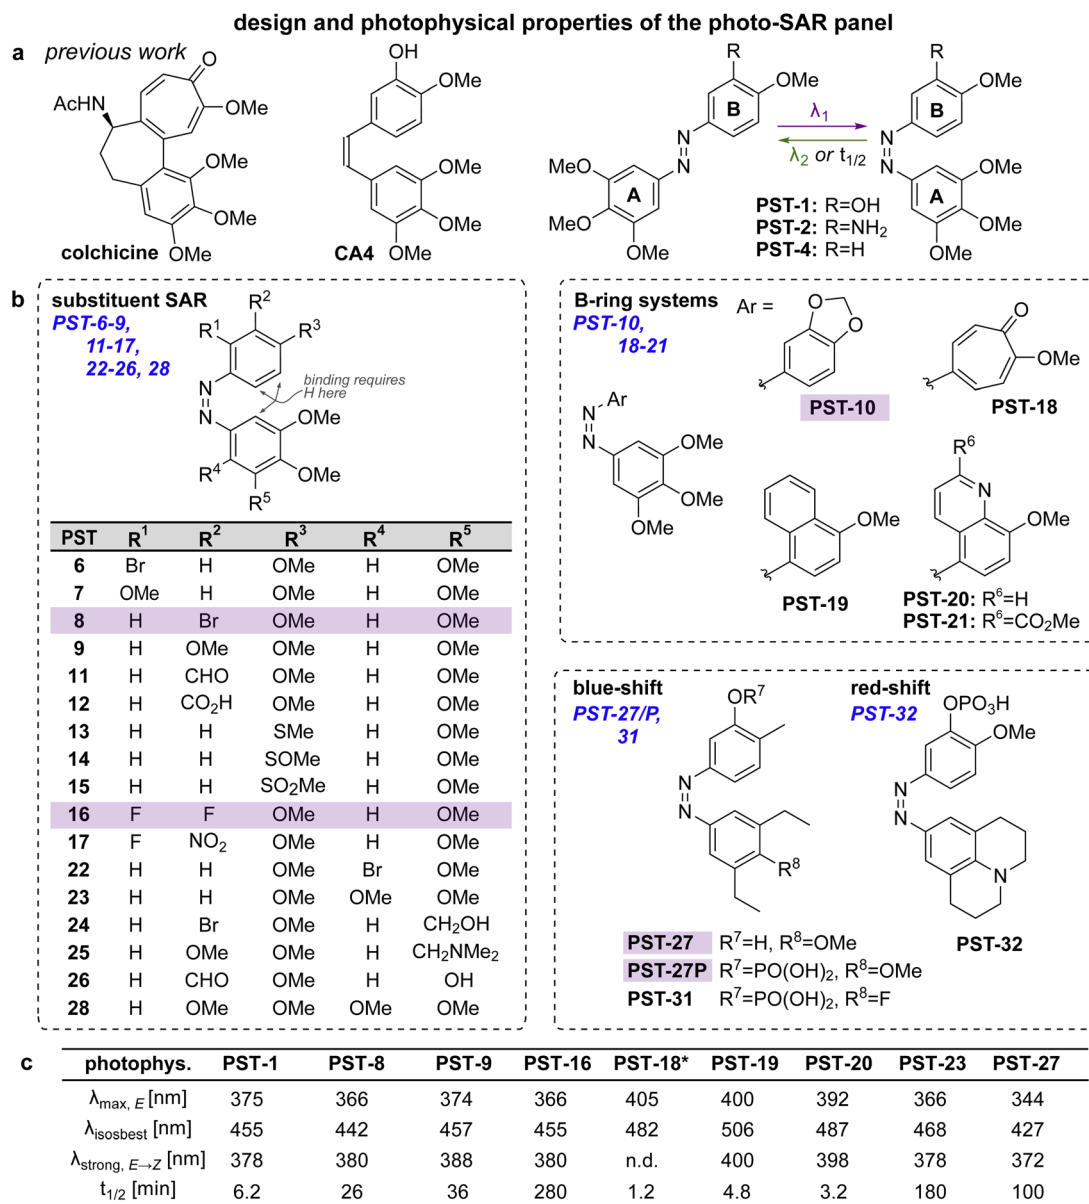 design and photophysical properties of the photo-SAR panel
a previous work
AcHN
O
OMe
OMe
OMe
OMe
colchicine
OH
OMe
OMe
OMe
OMe
CA4
R
OMe
B
N
N
MeO
MeO
A
OMe
λ1
λ2 or t1/2
PST-1: R=OH
PST-2: R=NH2
PST-4: R=H
R
OMe
B
N
N
OMe
A
OMe
OMe
b
substituent SAR
PST-6-9,
11-17,
22-26, 28
R2
R1
R3
binding requires
H here
N
N
OMe
R4
OMe
R5
PST R1 R2 R3 R4 R5
6 Br H OMe H OMe
7 OMe H OMe H OMe
8 H Br OMe H OMe
9 H OMe OMe H OMe
11 H CHO OMe H OMe
12 H CO2H OMe H OMe
13 H H SMe H OMe
14 H H SOMe H OMe
15 H H SO2Me H OMe
16 F F OMe H OMe
17 F NO2 OMe H OMe
22 H H OMe Br OMe
23 H H OMe OMe OMe
24 H Br OMe H CH2OH
25 H OMe OMe H CH2NMe2
26 H CHO OMe H OH
28 H OMe OMe OMe OMe
B-ring systems
PST-10,
18-21
Ar =
O
O
PST-10
O
OMe
PST-18
N
Ar
N
OMe
OMe
OMe
OMe
PST-19
R6
N
OMe
PST-20: R6=H
PST-21: R6=CO2Me
blue-shift
PST-27/P,
31
OR7
N
N
R8
PST-27 R7=H, R8=OMe
PST-27P R7=PO(OH)2, R8=OMe
PST-31 R7=PO(OH)2, R8=F
red-shift
PST-32
OPO3H
OMe
N
N
N
PST-32
c
photophys. PST-1 PST-8 PST-9 PST-16 PST-18* PST-19 PST-20 PST-23 PST-27
λmax, E [nm] 375 366 374 366 405 400 392 366 344
λisosbest [nm] 455 442 457 455 482 506 487 468 427
λstrong, E→Z [nm] 378 380 388 380 n.d. 400 398 378 372
t1/2 [min] 6.2 26 36 280 1.2 4.8 3.2 180 100